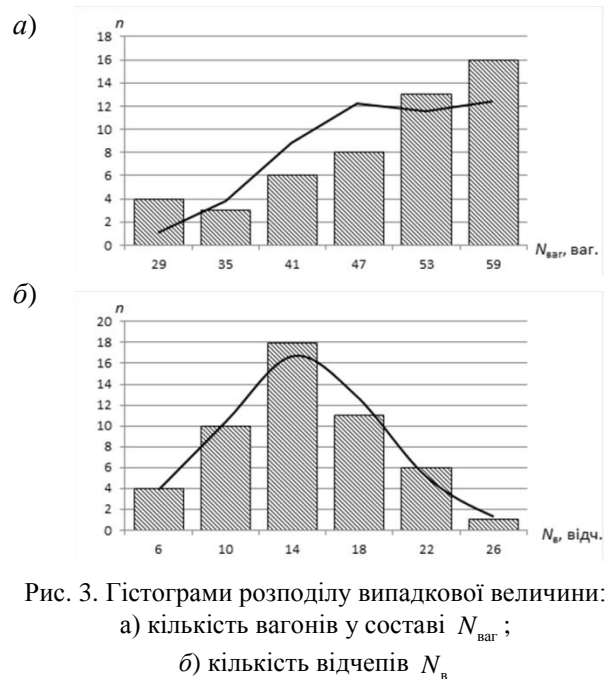 а)
n
18
16
14
12
10
8
6
4
2
0
29 35 41 47 53 59
Nваг, ваг.
б)
n
20
18
16
14
12
10
8
6
4
2
0
6 10 14 18 22 26
Nв, відч.
Рис. 3. Гістограми розподілу випадкової величини:
а) кількість вагонів у составі Nваг ;
б) кількість відчепів Nв